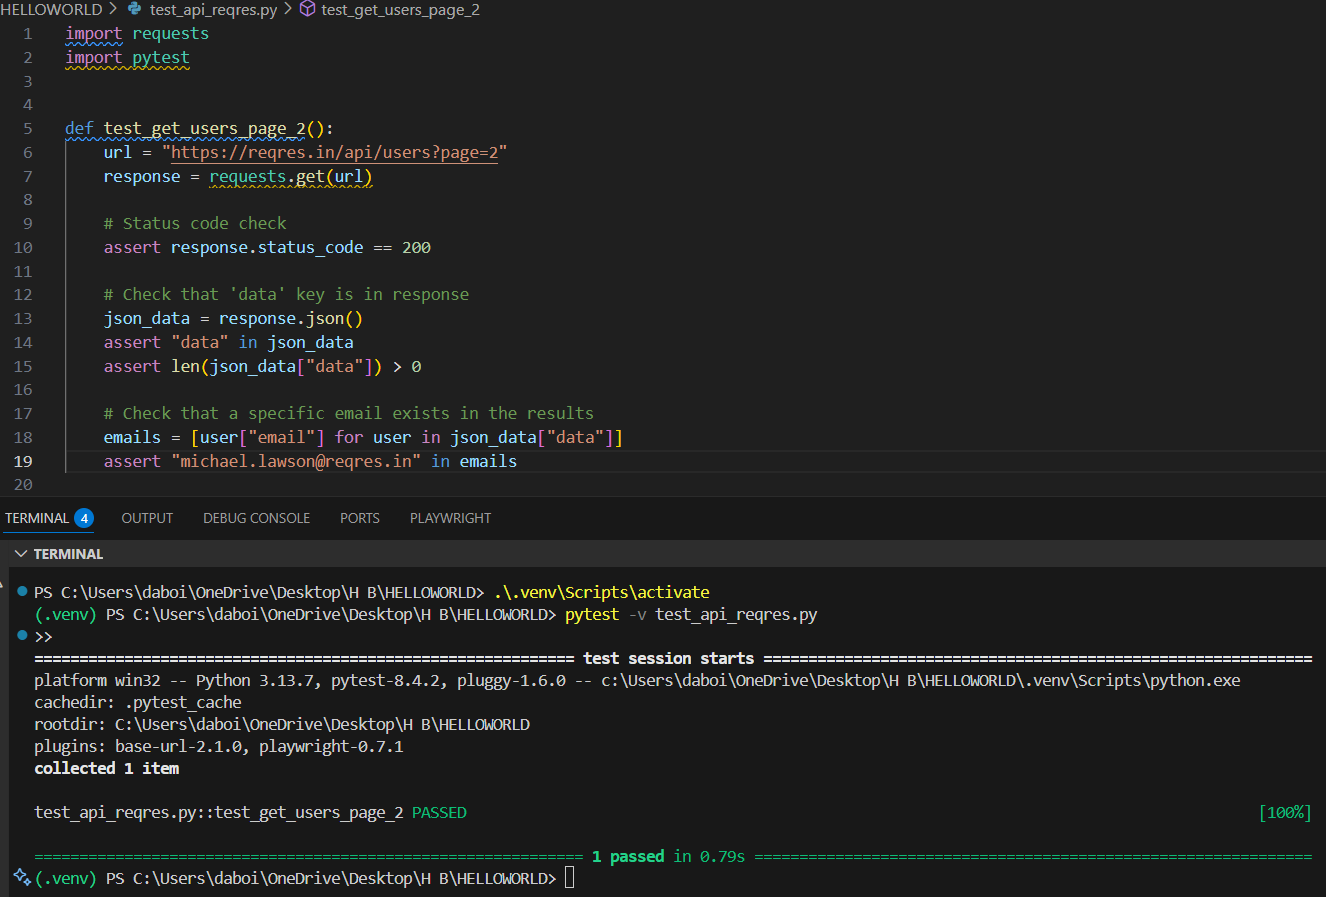 HELLOWORLD > test_api_reqres.py > test_get_users_page_2
1 import requests
2 import pytest
3
4
5 def test_get_users_page_2():
6 url = "https://reqres.in/api/users?page=2"
7 response = requests.get(url)
8
9 # Status code check
10 assert response.status_code == 200
11
12 # Check that 'data' key is in response
13 json_data = response.json()
14 assert "data" in json_data
15 assert len(json_data["data"]) > 0
16
17 # Check that a specific email exists in the results
18 emails = [user["email"] for user in json_data["data"]]
19 assert "michael.lawson@reqres.in" in emails
20
TERMINAL 4 OUTPUT DEBUG CONSOLE PORTS PLAYWRIGHT
TERMINAL
PS C:\Users\daboi\OneDrive\Desktop\H B\HELLOWORLD> .\.venv\Scripts\activate
(.venv) PS C:\Users\daboi\OneDrive\Desktop\H B\HELLOWORLD> pytest -v test_api_reqres.py
>>
============================================================ test session starts =============================================================
platform win32 -- Python 3.13.7, pytest-8.4.2, pluggy-1.6.0 -- c:\Users\daboi\OneDrive\Desktop\H B\HELLOWORLD\.venv\Scripts\python.exe
cachedir: .pytest_cache
rootdir: C:\Users\daboi\OneDrive\Desktop\H B\HELLOWORLD
plugins: base-url-2.1.0, playwright-0.7.1
collected 1 item
test_api_reqres.py::test_get_users_page_2 PASSED [100%]
============================================================= 1 passed in 0.79s ==============================================================
(.venv) PS C:\Users\daboi\OneDrive\Desktop\H B\HELLOWORLD>